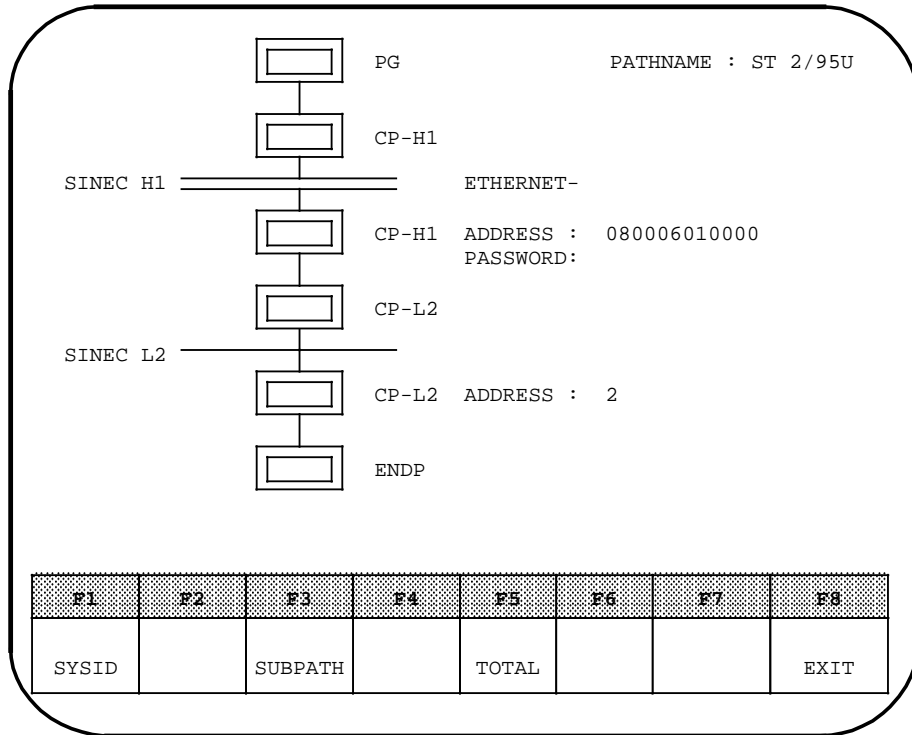 PG PATHNAME : ST 2/95U
CP-H1
SINEC H1 ETHERNET-
CP-H1 ADDRESS : 080006010000
PASSWORD:
CP-L2
SINEC L2
CP-L2 ADDRESS : 2
ENDP
F1 F2 F3 F4 F5 F6 F7 F8
SYSID SUBPATH TOTAL EXIT